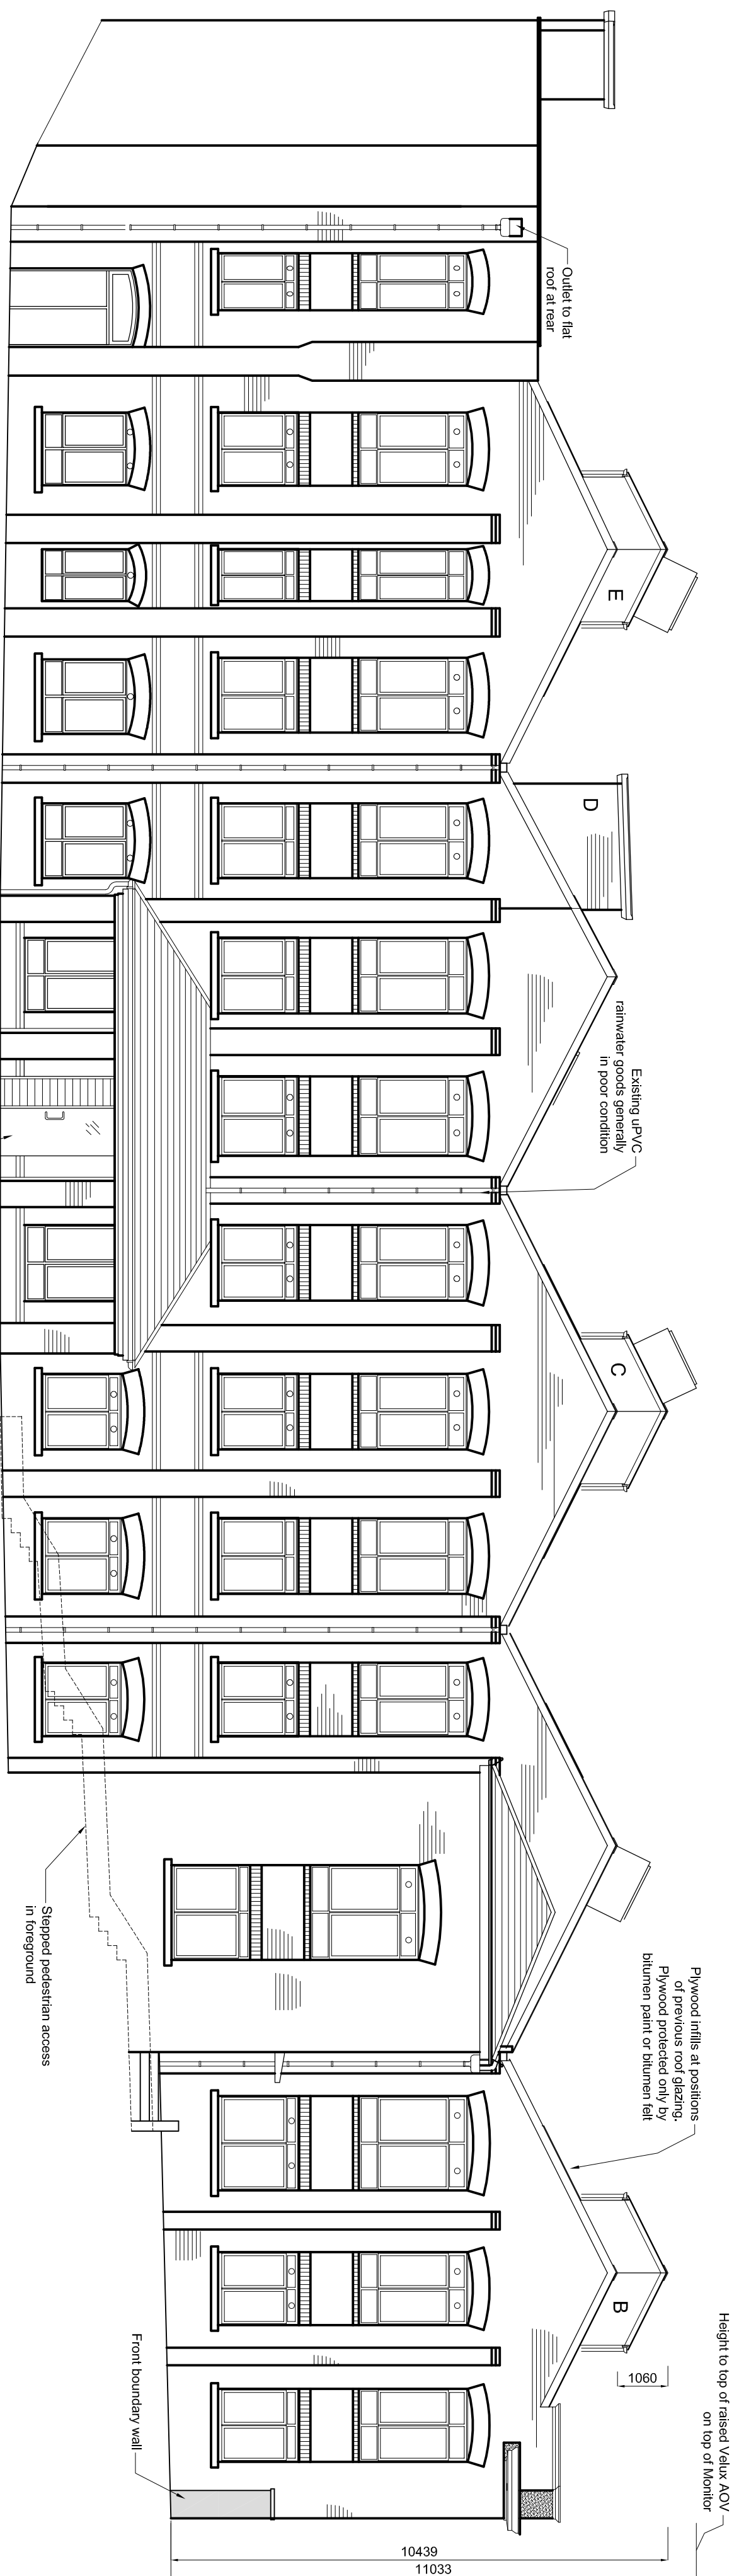 Outlet to flat
roof at rear
E
D
Existing uPVC
rainwater goods generally
in poor condition
C
Stepped pedestrian access
in foreground
Plywood infills at positions
of previous roof glazing.
Plywood protected only by
bitumen paint or bitumen felt
B
Height to top of raised Velux AOV
on top of Monitor
1060
Front boundary wall
10439
11033